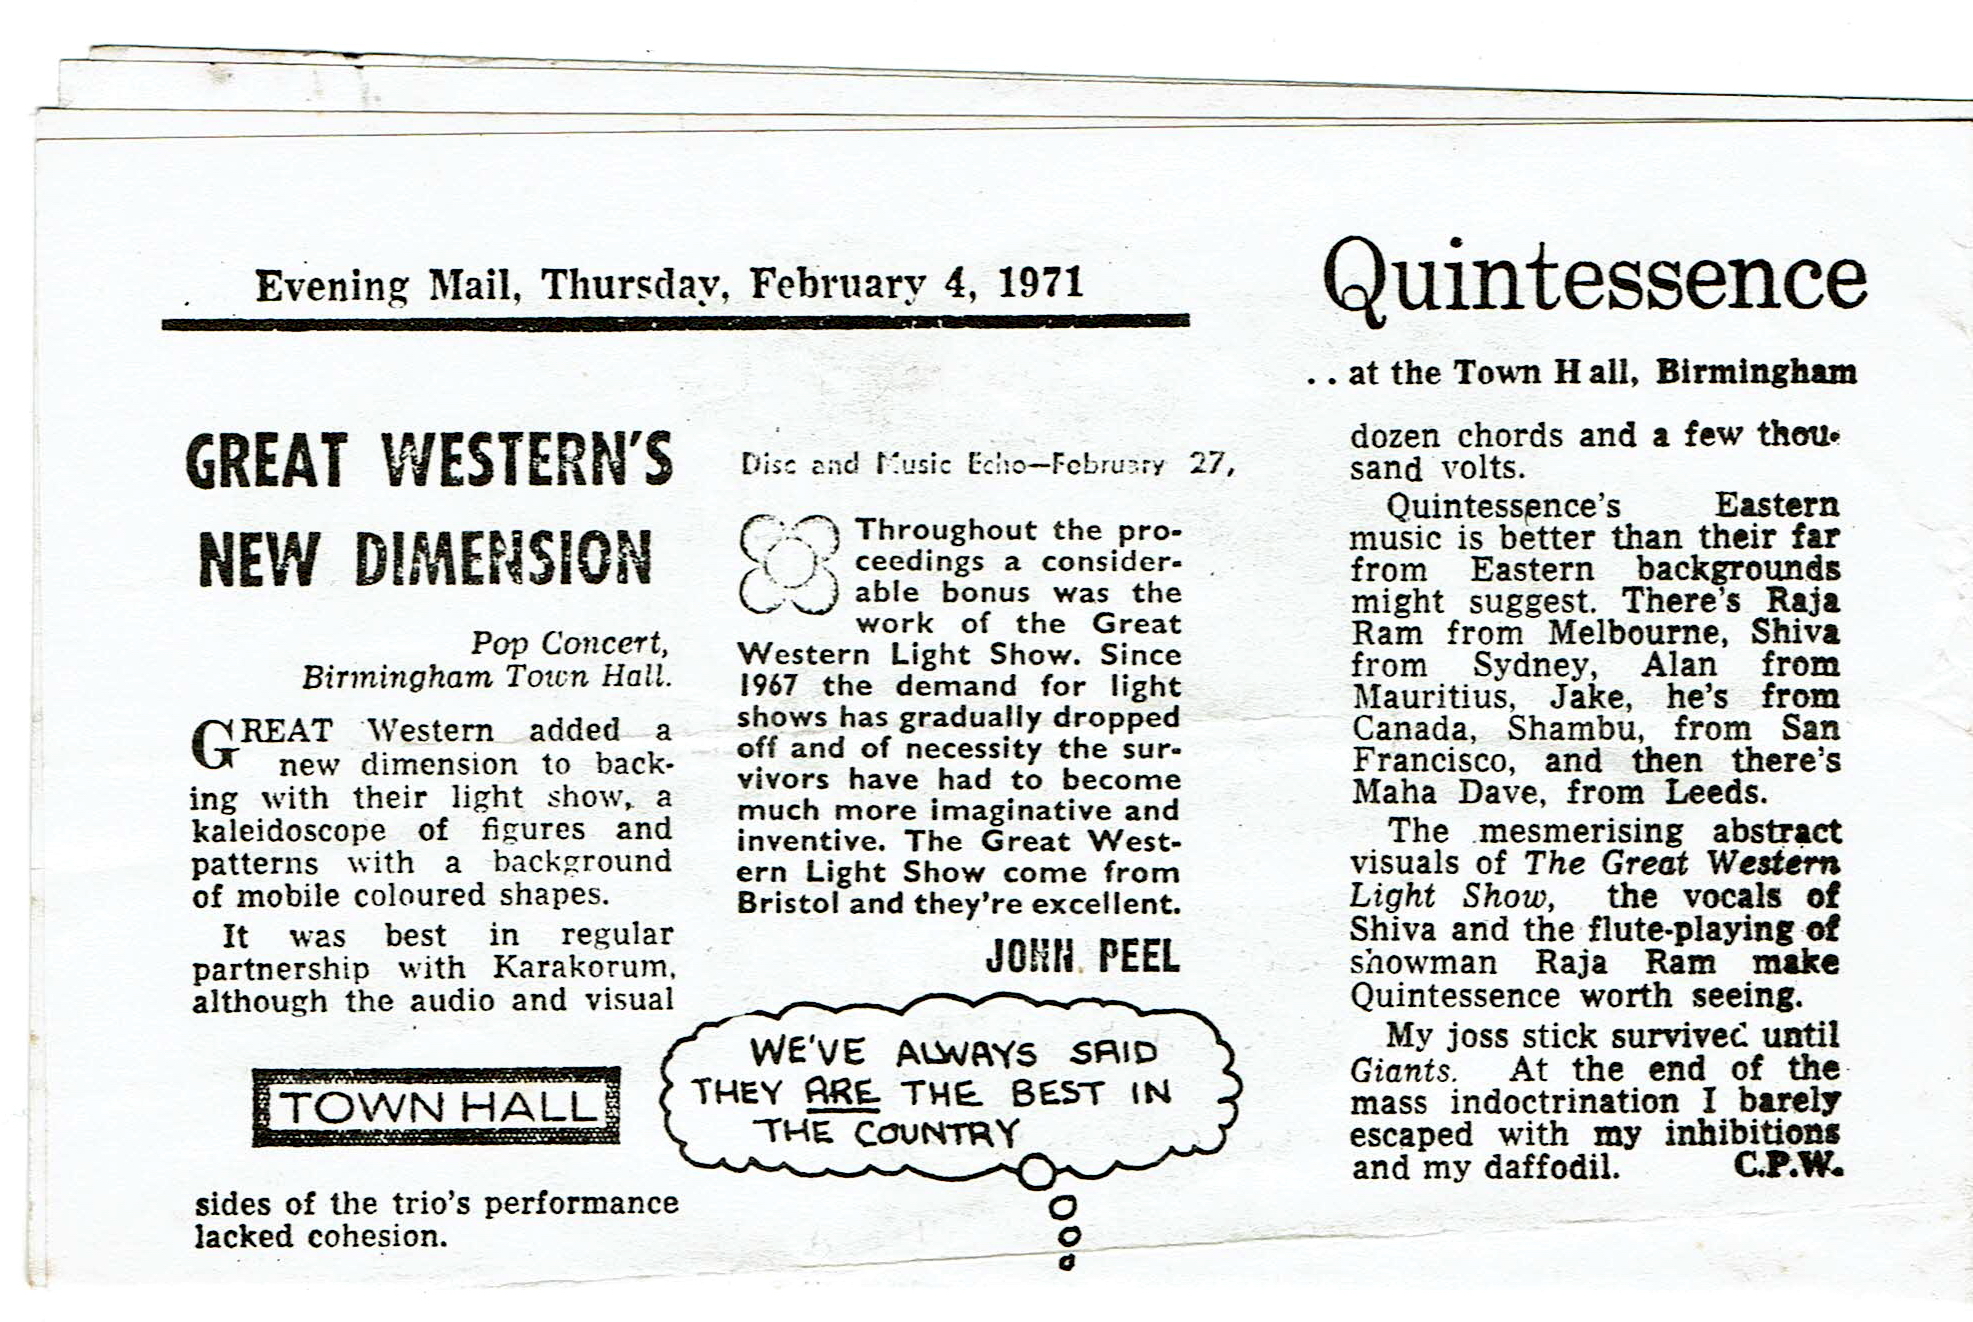 Evening Mail, Thursday, February 4, 1971
GREAT WESTERN'S
NEW DIMENSION
Pop Concert,
Birmingham Town Hall.
GREAT Western added a
new dimension to back-
ing with their light show, a
kaleidoscope of figures and
patterns with a background
of mobile coloured shapes.
It was best in regular
partnership with Karakorum,
although the audio and visual
TOWN HALL
sides of the trio's performance
lacked cohesion.
Disc and Music Echo—February 27,
Throughout the pro-
ceedings a consider-
able bonus was the
work of the Great
Western Light Show. Since
1967 the demand for light
shows has gradually dropped
off and of necessity the sur-
vivors have had to become
much more imaginative and
inventive. The Great West-
ern Light Show come from
Bristol and they're excellent.
JOHN PEEL
WE'VE ALWAYS SAID
THEY ARE THE BEST IN
THE COUNTRY
Quintessence
.. at the Town Hall, Birmingham
dozen chords and a few thou-
sand volts.
Quintessence's Eastern
music is better than their far
from Eastern backgrounds
might suggest. There's Raja
Ram from Melbourne, Shiva
from Sydney, Alan from
Mauritius, Jake, he's from
Canada, Shambu, from San
Francisco, and then there's
Maha Dave, from Leeds.
The mesmerising abstract
visuals of The Great Western
Light Show, the vocals of
Shiva and the flute-playing of
showman Raja Ram make
Quintessence worth seeing.
My joss stick survived until
Giants. At the end of the
mass indoctrination I barely
escaped with my inhibitions
and my daffodil. C.P.W.